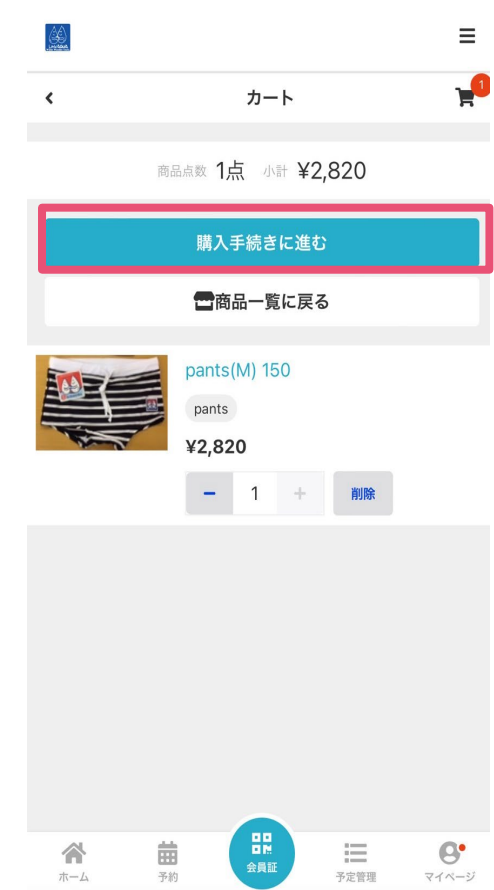 カート
1
商品点数 1点 小計 ¥2,820
購入手続きに進む
商品一覧に戻る
pants(M) 150
pants
¥2,820
− 1 + 削除
ホーム 予約 会員証 予定管理 マイページ